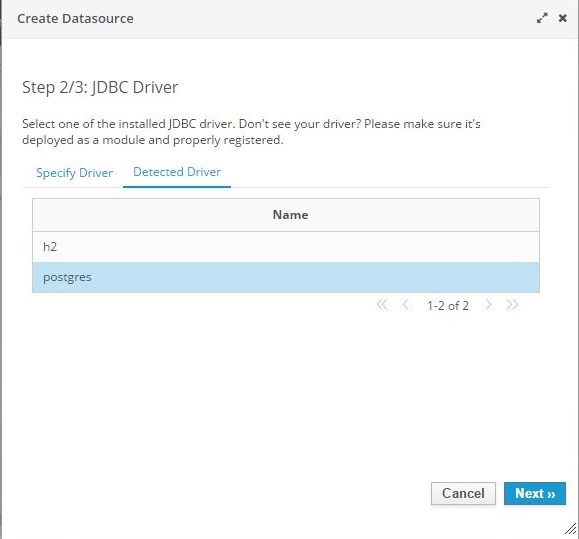 Create Datasource
Step 2/3: JDBC Driver
Select one of the installed JDBC driver. Don't see your driver? Please make sure it's
deployed as a module and properly registered.
Specify Driver Detected Driver
Name
h2
postgres
« ‹ 1-2 of 2 › »
Cancel Next ››